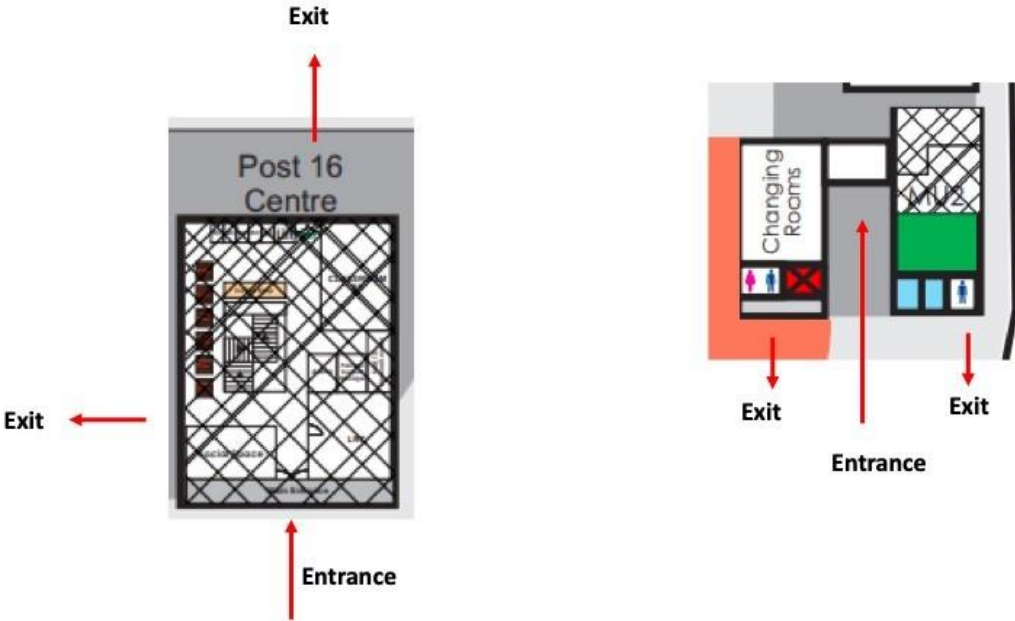 Exit
Post 16
Centre
Exit
Entrance
Changing
Rooms
MU2
Exit
Exit
Entrance